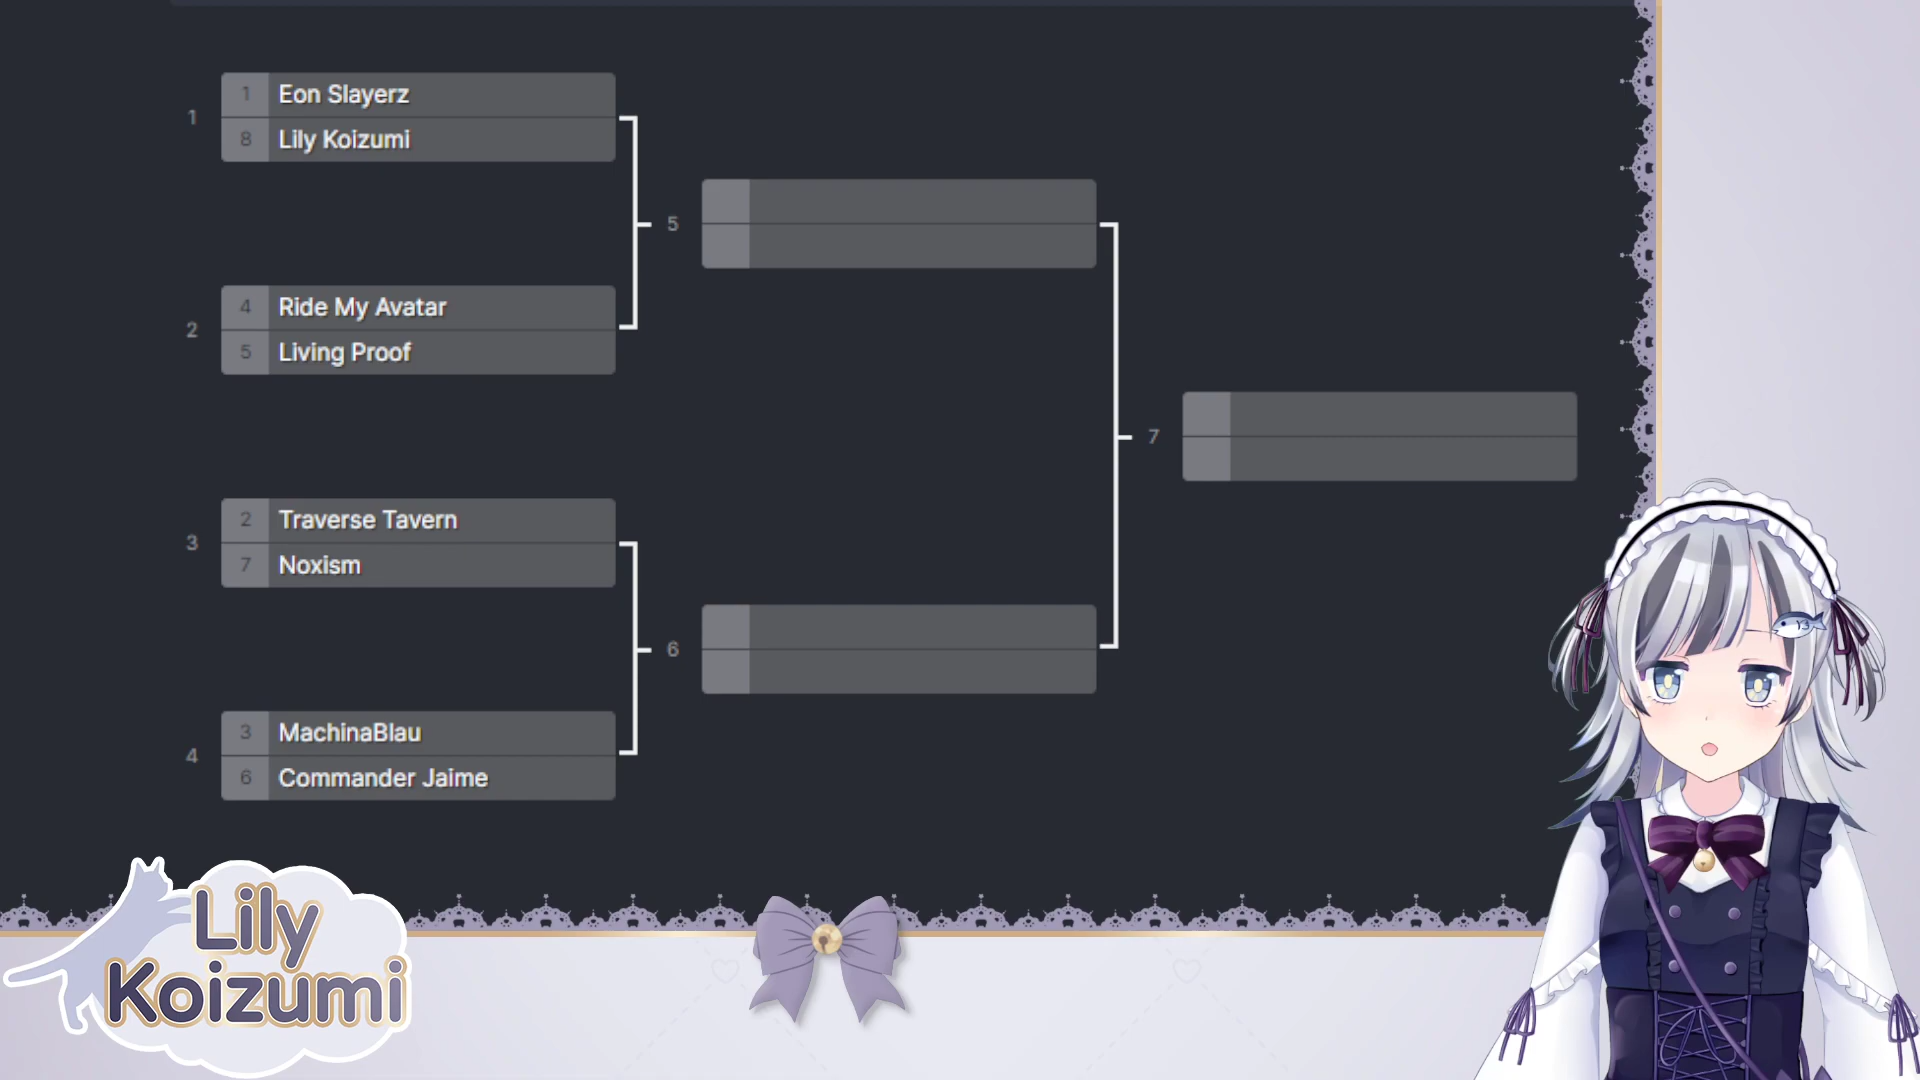 1
1 Eon Slayerz
8 Lily Koizumi
2
4 Ride My Avatar
5 Living Proof
3
2 Traverse Tavern
7 Noxism
4
3 MachinaBlau
6 Commander Jaime
5
6
7
Lily
Koizumi